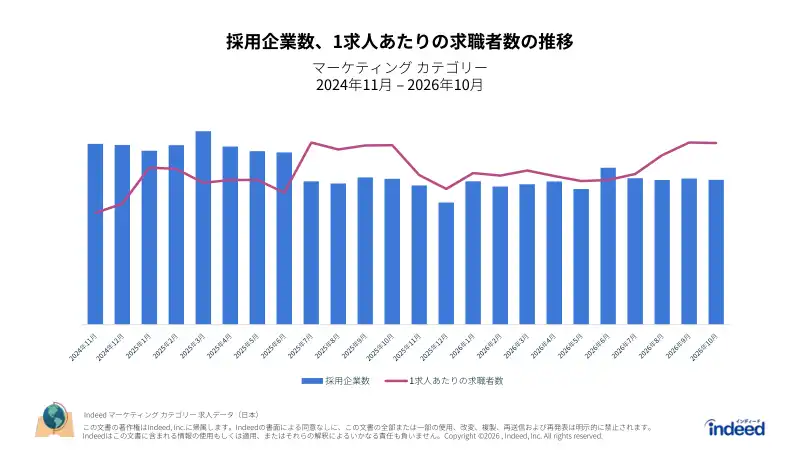 採用企業数、1求人あたりの求職者数の推移
マーケティング カテゴリー
2024年11月 – 2026年10月
2024年11月
2024年12月
2025年1月
2025年2月
2025年3月
2025年4月
2025年5月
2025年6月
2025年7月
2025年8月
2025年9月
2025年10月
2025年11月
2025年12月
2026年1月
2026年2月
2026年3月
2026年4月
2026年5月
2026年6月
2026年7月
2026年8月
2026年9月
2026年10月
採用企業数
1求人あたりの求職者数
Indeed マーケティング カテゴリー 求人データ（日本）
この文書の著作権はIndeed, Inc.に帰属します。Indeedの書面による同意なしに、この文書の全部または一部の使用、改変、複製、再送信および再発表は明示的に禁止されます。
Indeedはこの文書に含まれる情報の使用もしくは適用、またはそれらの解釈によるいかなる責任も負いません。Copyright ©2026 , Indeed, Inc. All rights reserved.
インディード
indeed